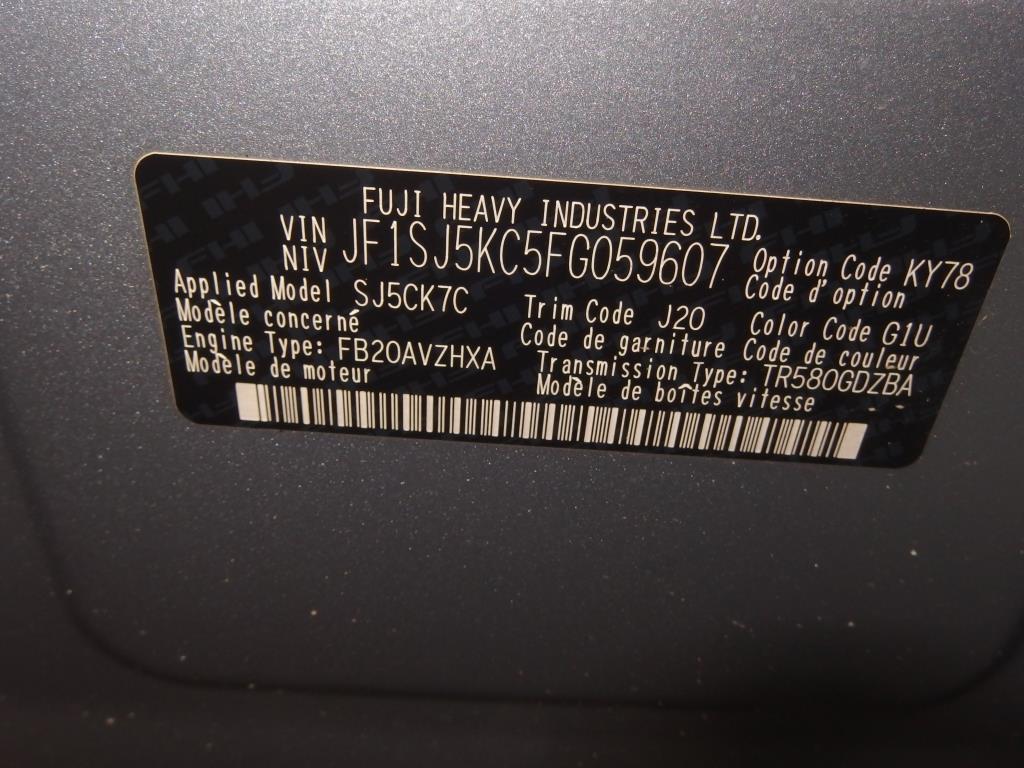 FUJI HEAVY INDUSTRIES LTD.
VIN JF1SJ5KC5FG059607
NIV
Option Code KY78
Code d'option
Applied Model SJ5CK7C
Modèle concerné
Trim Code J20
Code de garniture
Color Code G1U
Code de couleur
Engine Type: FB20AVZHXA
Modèle de moteur
Transmission Type: TR580GDZBA
Modèle de boîtes vitesse - -